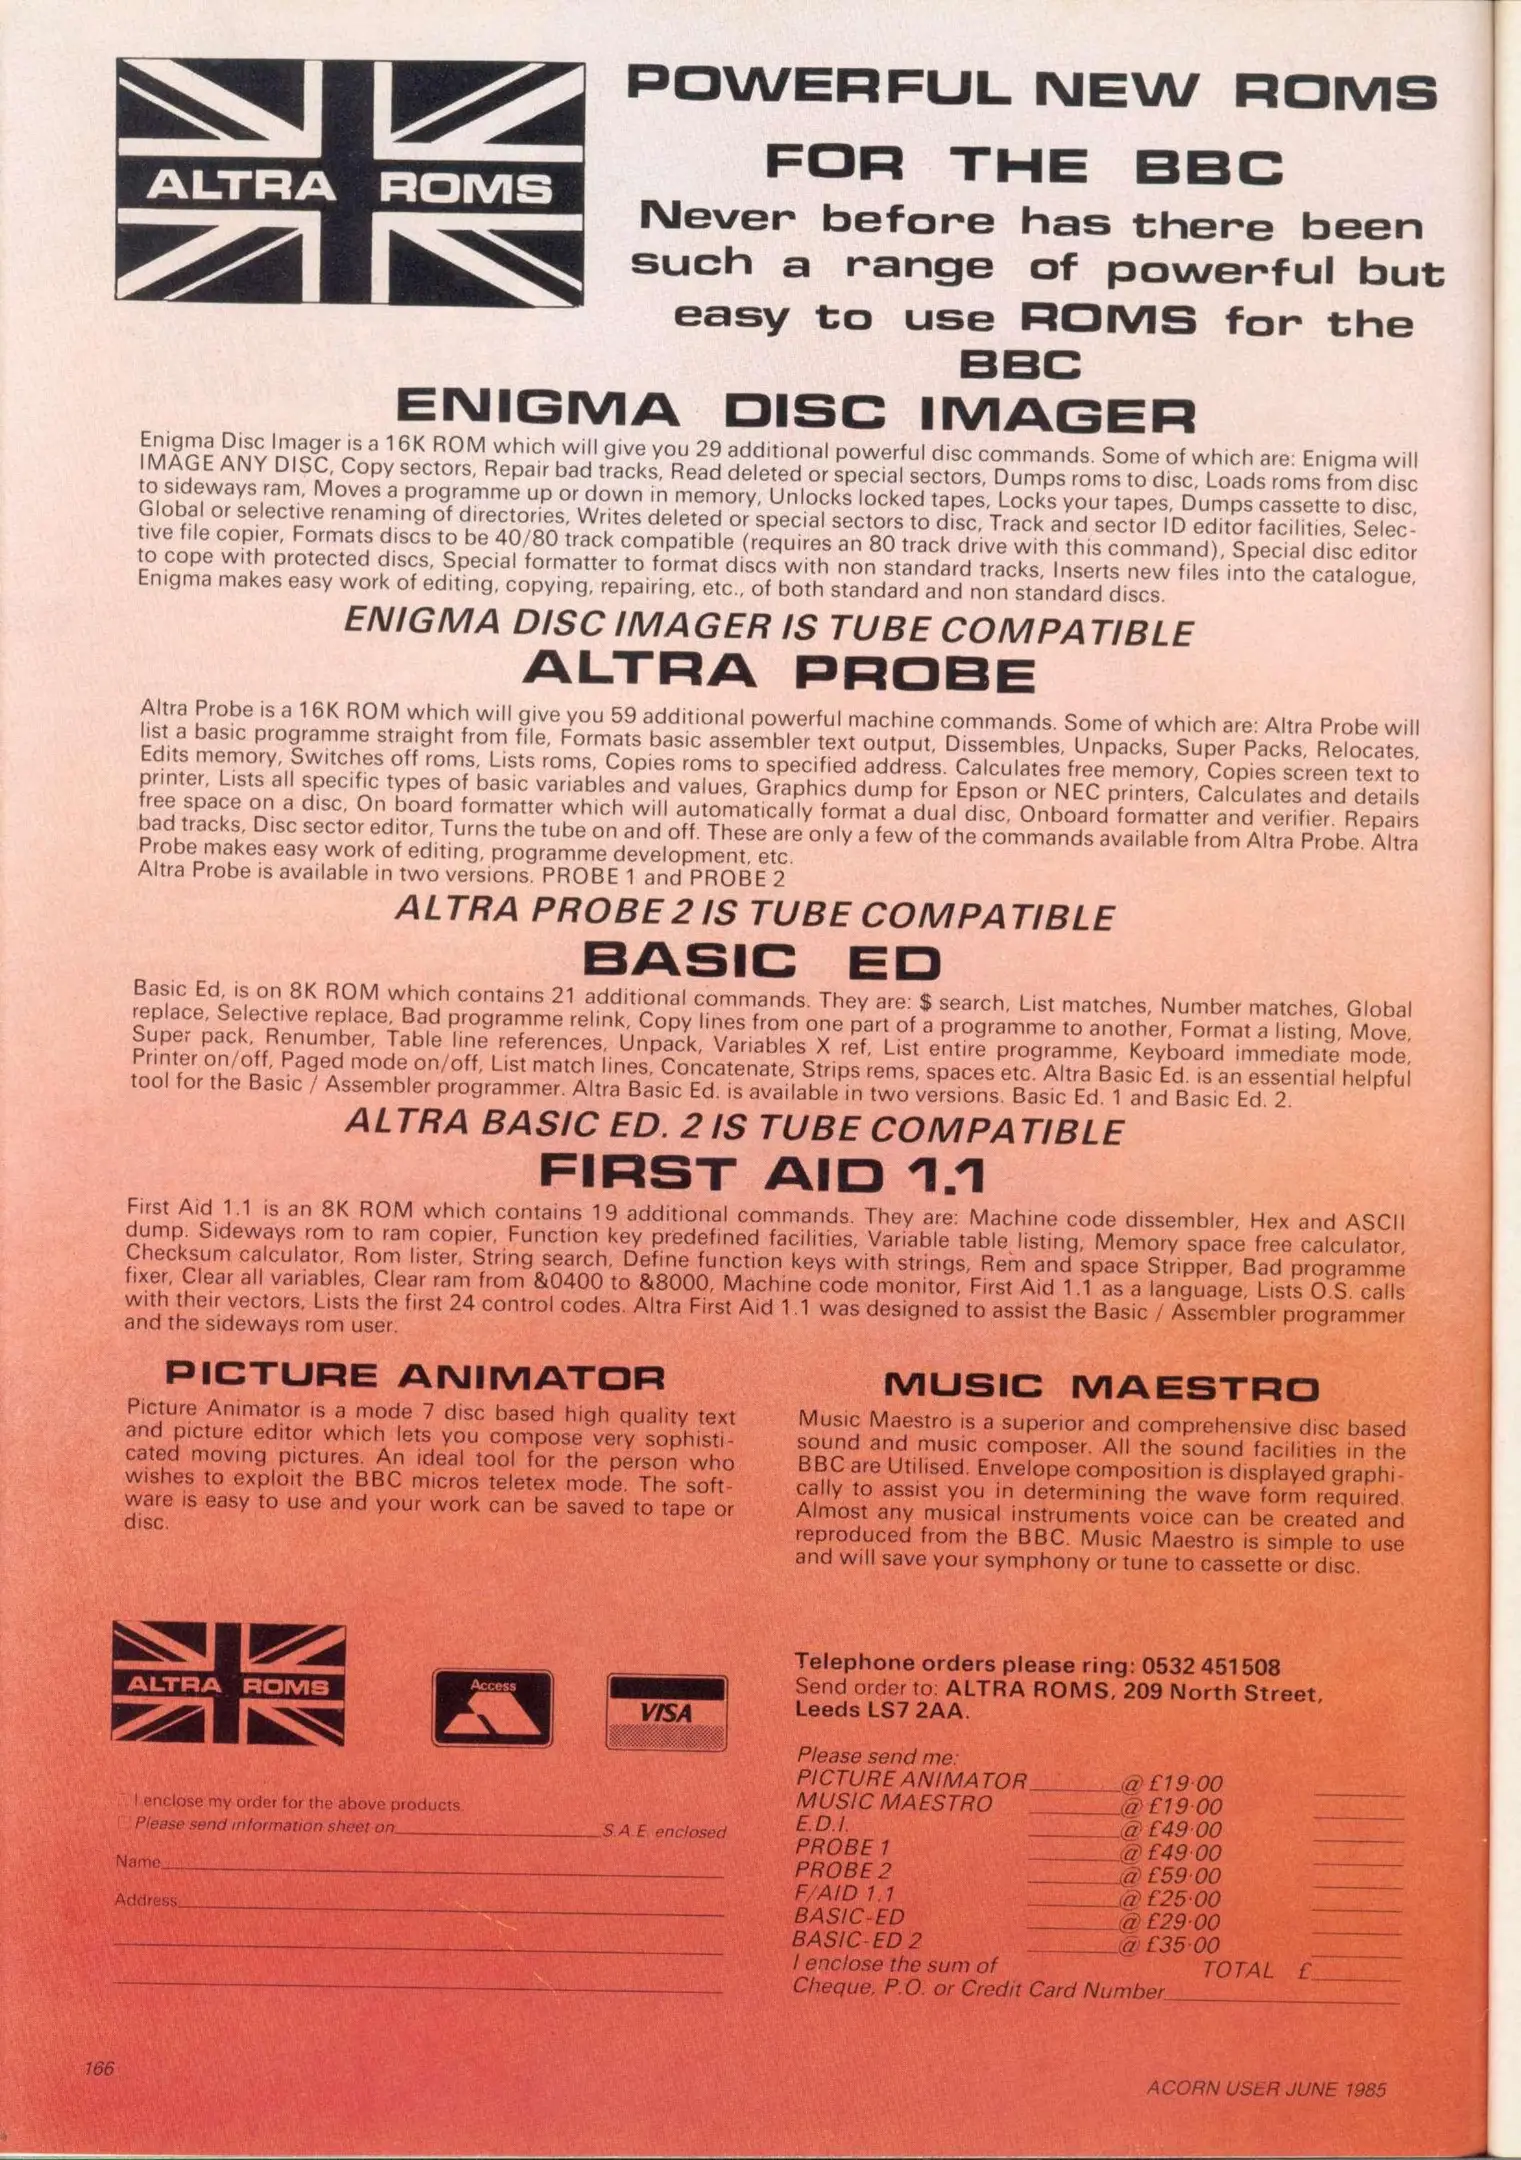 ALTRA ROMS
POWERFUL NEW ROMS
FOR THE BBC
Never before has there been
such a range of powerful but
easy to use ROMS for the
BBC
ENIGMA DISC IMAGER
Enigma Disc Imager is a 16K ROM which will give you 29 additional powerful disc commands. Some of which are: Enigma will
IMAGE ANY DISC, Copy sectors, Repair bad tracks, Read deleted or special sectors, Dumps roms to disc, Loads roms from disc
to sideways ram, Moves a programme up or down in memory, Unlocks locked tapes, Locks your tapes, Dumps cassette to disc,
Global or selective renaming of directories, Writes deleted or special sectors to disc, Track and sector ID editor facilities, Selec-
tive file copier, Formats discs to be 40/80 track compatible (requires an 80 track drive with this command), Special disc editor
to cope with protected discs, Special formatter to format discs with non standard tracks, Inserts new files into the catalogue,
Enigma makes easy work of editing, copying, repairing, etc., of both standard and non standard discs.
ENIGMA DISC IMAGER IS TUBE COMPATIBLE
ALTRA PROBE
Altra Probe is a 16K ROM which will give you 59 additional powerful machine commands. Some of which are: Altra Probe will
list a basic programme straight from file, Formats basic assembler text output, Dissembles, Unpacks, Super Packs, Relocates,
Edits memory, Switches off roms, Lists roms, Copies roms to specified address. Calculates free memory, Copies screen text to
printer, Lists all specific types of basic variables and values, Graphics dump for Epson or NEC printers, Calculates and details
free space on a disc, On board formatter which will automatically format a dual disc, Onboard formatter and verifier. Repairs
bad tracks, Disc sector editor, Turns the tube on and off. These are only a few of the commands available from Altra Probe. Altra
Probe makes easy work of editing, programme development, etc.
Altra Probe is available in two versions. PROBE 1 and PROBE 2
ALTRA PROBE 2 IS TUBE COMPATIBLE
BASIC ED
Basic Ed, is on 8K ROM which contains 21 additional commands. They are: $ search, List matches, Number matches, Global
replace, Selective replace, Bad programme relink, Copy lines from one part of a programme to another, Format a listing, Move,
Super pack, Renumber, Table line references, Unpack, Variables X ref, List entire programme, Keyboard immediate mode,
Printer on/off, Paged mode on/off, List match lines, Concatenate, Strips rems, spaces etc. Altra Basic Ed. is an essential helpful
tool for the Basic / Assembler programmer. Altra Basic Ed. is available in two versions. Basic Ed. 1 and Basic Ed. 2.
ALTRA BASIC ED. 2 IS TUBE COMPATIBLE
FIRST AID 1.1
First Aid 1.1 is an 8K ROM which contains 19 additional commands. They are: Machine code dissembler, Hex and ASCII
dump. Sideways rom to ram copier, Function key predefined facilities, Variable table listing, Memory space free calculator,
Checksum calculator, Rom lister, String search, Define function keys with strings, Rem and space Stripper, Bad programme
fixer, Clear all variables, Clear ram from &0400 to &8000, Machine code monitor, First Aid 1.1 as a language, Lists O.S. calls
with their vectors, Lists the first 24 control codes. Altra First Aid 1.1 was designed to assist the Basic / Assembler programmer
and the sideways rom user.
PICTURE ANIMATOR
Picture Animator is a mode 7 disc based high quality text
and picture editor which lets you compose very sophisti-
cated moving pictures. An ideal tool for the person who
wishes to exploit the BBC micros teletex mode. The soft-
ware is easy to use and your work can be saved to tape or
disc.
MUSIC MAESTRO
Music Maestro is a superior and comprehensive disc based
sound and music composer. All the sound facilities in the
BBC are Utilised. Envelope composition is displayed graphi-
cally to assist you in determining the wave form required.
Almost any musical instruments voice can be created and
reproduced from the BBC. Music Maestro is simple to use
and will save your symphony or tune to cassette or disc.
ALTRA ROMS
Access
VISA
I enclose my order for the above products.
Please send information sheet on S.A.E. enclosed
Name
Address
Telephone orders please ring: 0532 451508
Send order to: ALTRA ROMS, 209 North Street,
Leeds LS7 2AA.
Please send me:
PICTURE ANIMATOR @ £19·00
MUSIC MAESTRO @ £19·00
E.D.I. @ £49·00
PROBE 1 @ £49·00
PROBE 2 @ £59·00
F/AID 1.1 @ £25·00
BASIC-ED @ £29·00
BASIC-ED 2 @ £35·00
I enclose the sum of TOTAL £
Cheque, P.O. or Credit Card Number
166
ACORN USER JUNE 1985